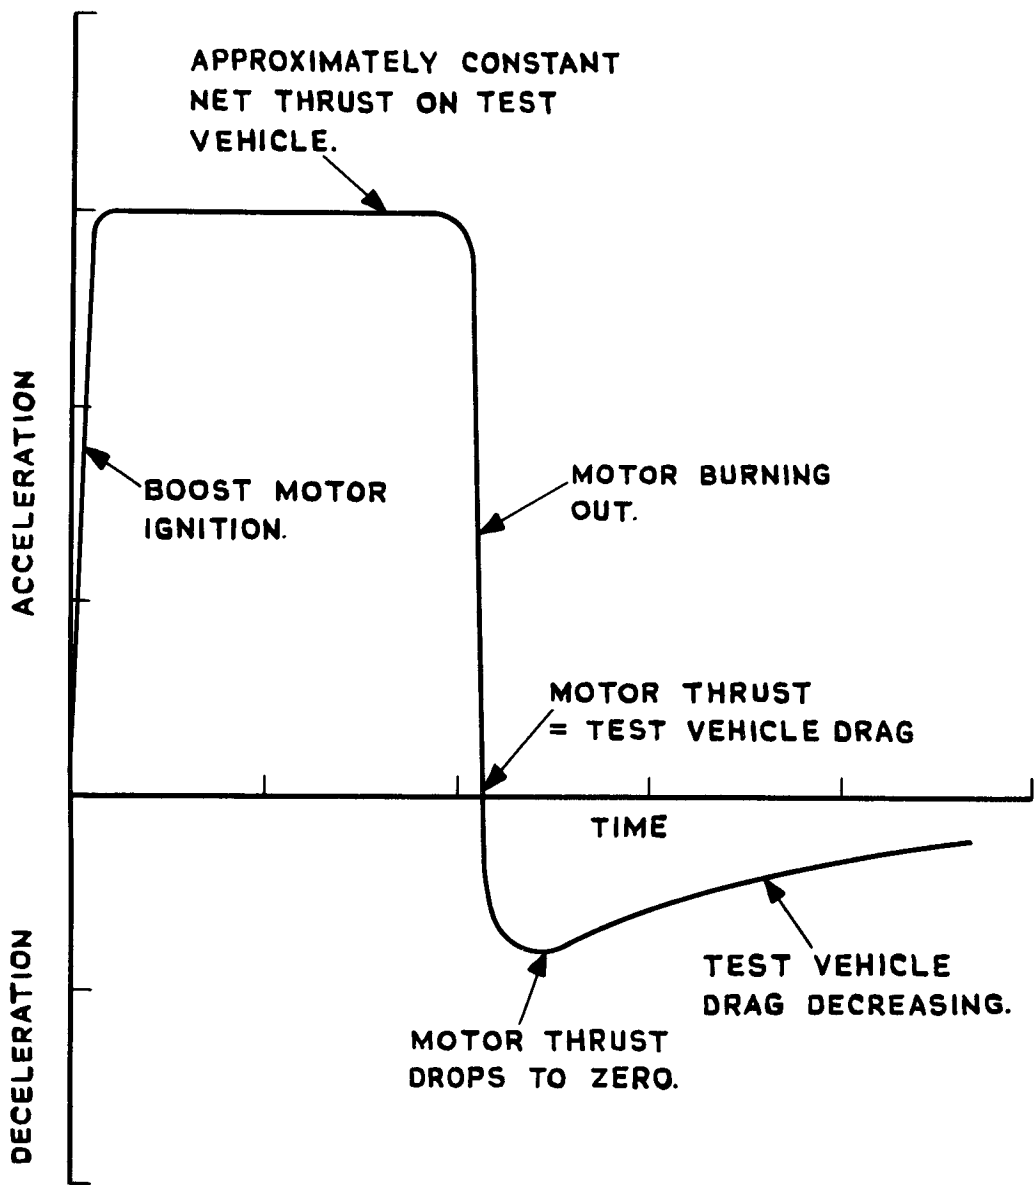 APPROXIMATELY CONSTANT
NET THRUST ON TEST
VEHICLE.
ACCELERATION
BOOST MOTOR
IGNITION.
MOTOR BURNING
OUT.
MOTOR THRUST
= TEST VEHICLE DRAG
TIME
DECELERATION
TEST VEHICLE
DRAG DECREASING.
MOTOR THRUST
DROPS TO ZERO.